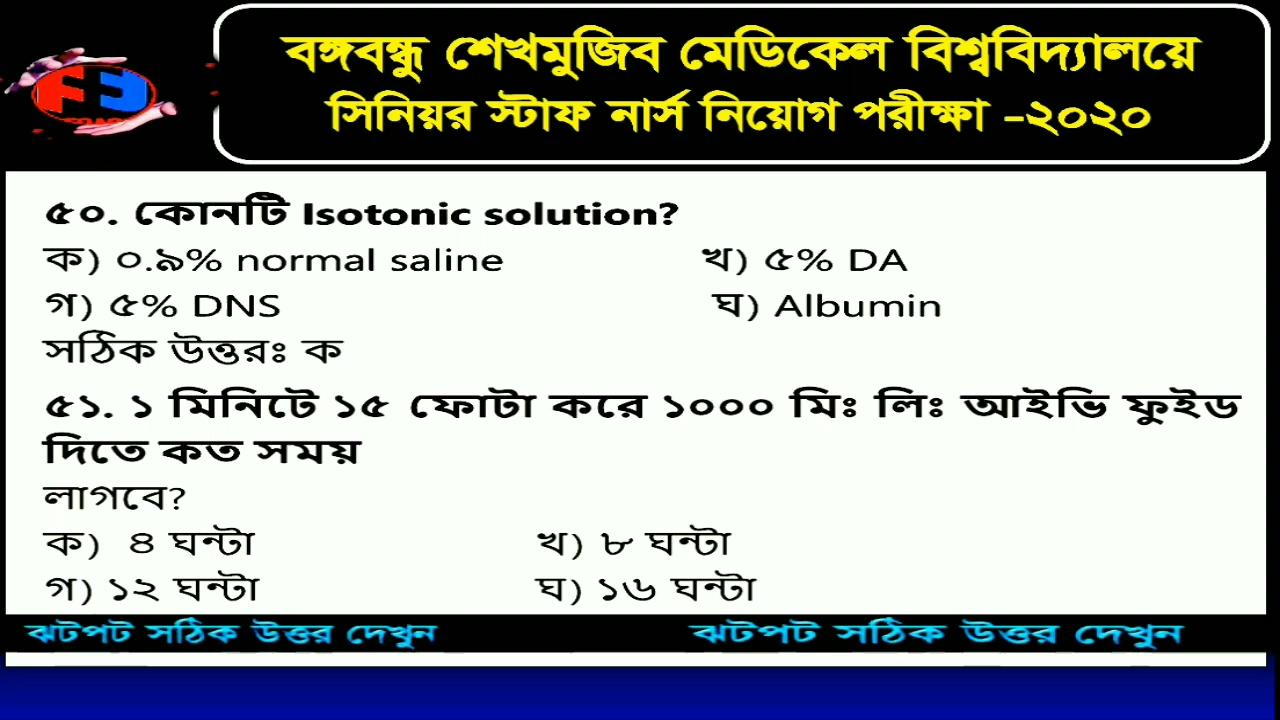 বঙ্গবন্ধু শেখমুজিব মেডিকেল বিশ্ববিদ্যালয়ে
সিনিয়র স্টাফ নার্স নিয়োগ পরীক্ষা -২০২০
৫০. কোনটি Isotonic solution?
ক) ০.৯% normal saline খ) ৫% DA
গ) ৫% DNS ঘ) Albumin
সঠিক উত্তরঃ ক
৫১. ১ মিনিটে ১৫ ফোটা করে ১০০০ মিঃ লিঃ আইভি ফুইড
দিতে কত সময়
লাগবে?
ক) ৪ ঘন্টা খ) ৮ ঘন্টা
গ) ১২ ঘন্টা ঘ) ১৬ ঘন্টা
ঝটপট সঠিক উত্তর দেখুন ঝটপট সঠিক উত্তর দেখুন